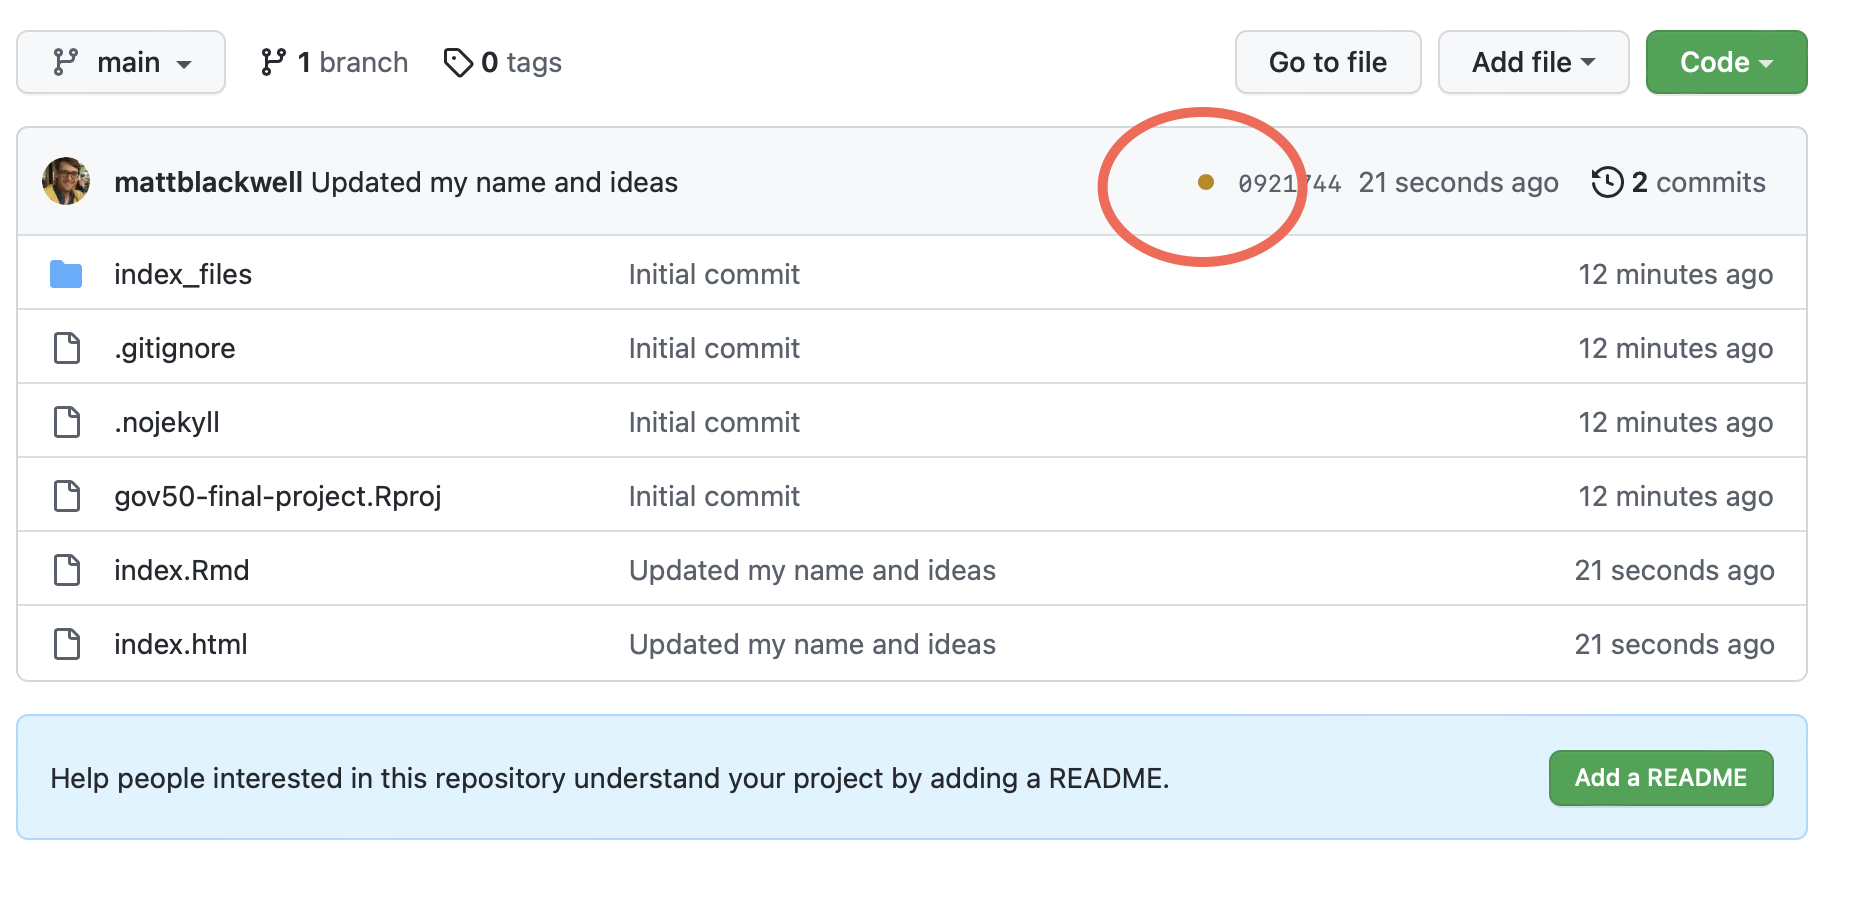 main 1 branch 0 tags Go to file Add file Code
mattblackwell Updated my name and ideas 0921744 21 seconds ago 2 commits
index_files Initial commit 12 minutes ago
.gitignore Initial commit 12 minutes ago
.nojekyll Initial commit 12 minutes ago
gov50-final-project.Rproj Initial commit 12 minutes ago
index.Rmd Updated my name and ideas 21 seconds ago
index.html Updated my name and ideas 21 seconds ago
Help people interested in this repository understand your project by adding a README. Add a README